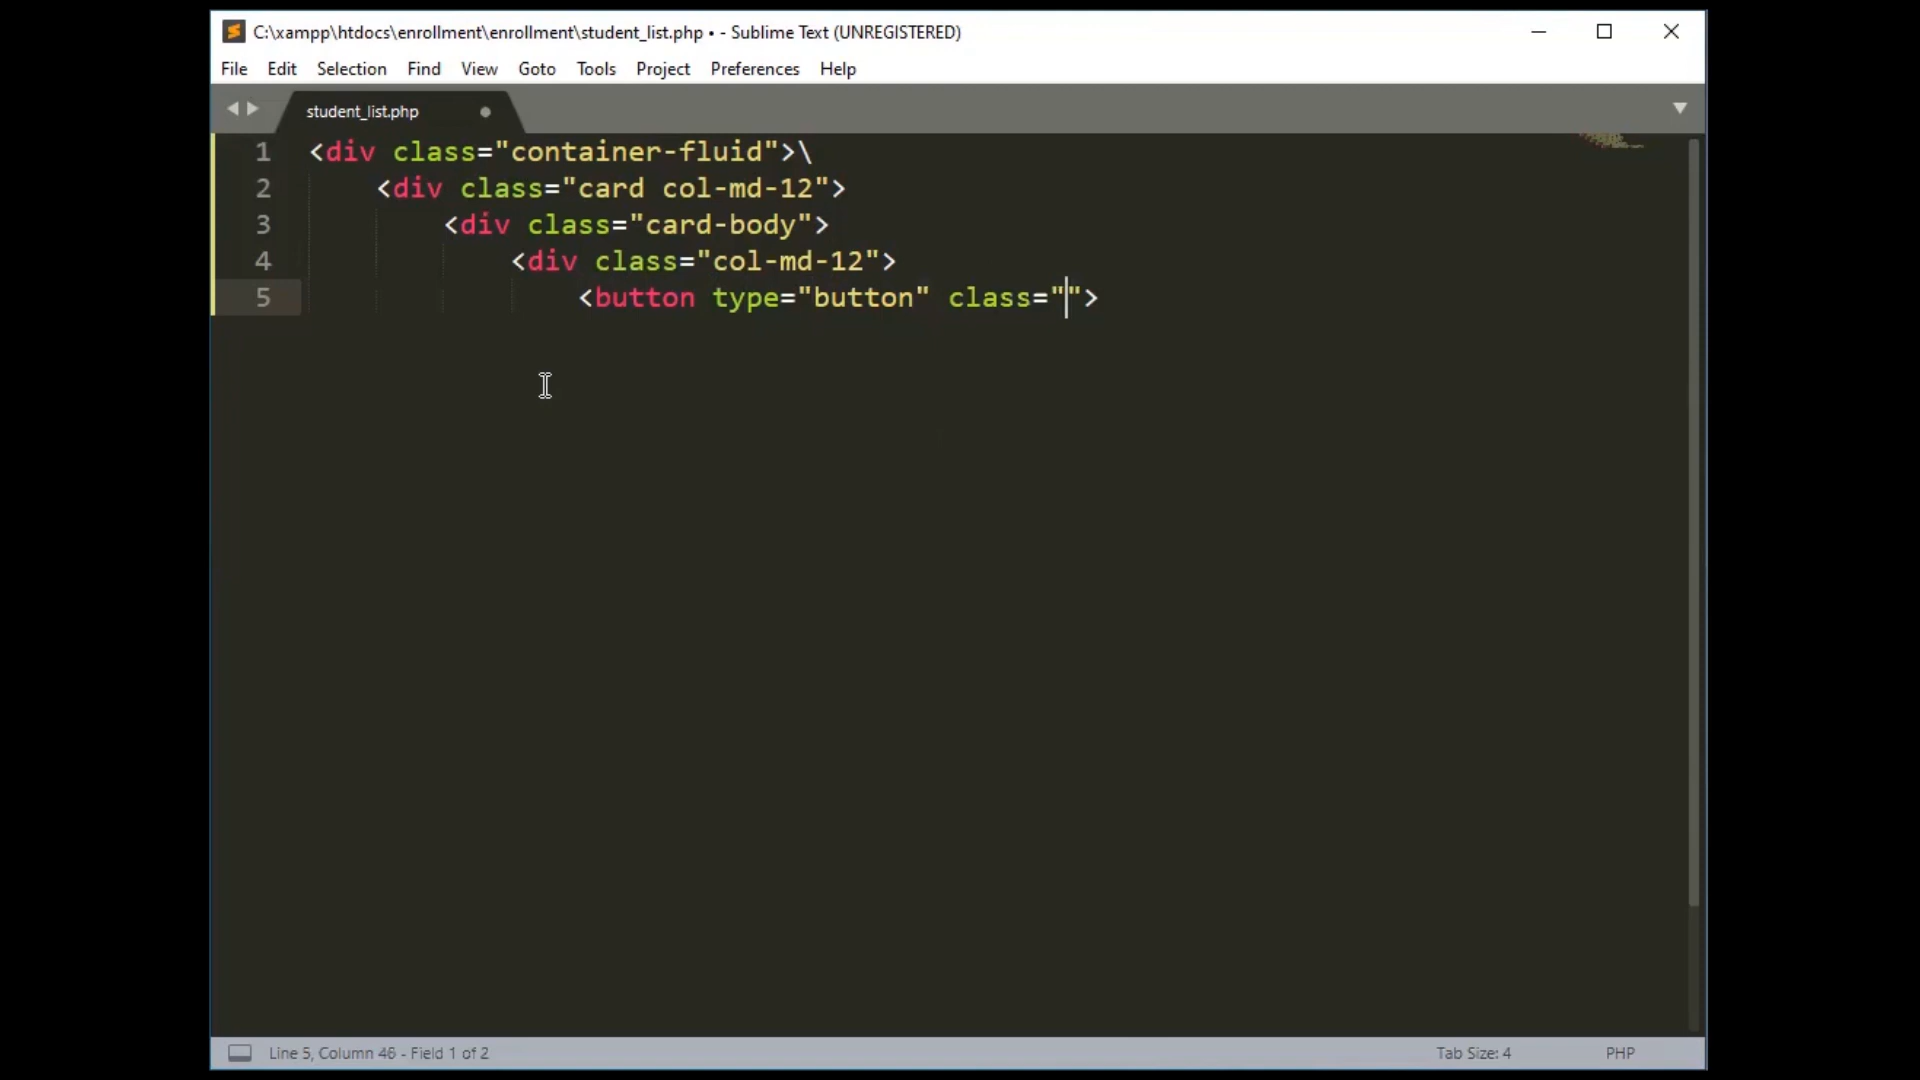 C:\xampp\htdocs\enrollment\enrollment\student_list.php • - Sublime Text (UNREGISTERED)
File Edit Selection Find View Goto Tools Project Preferences Help
student_list.php
1 <div class="container-fluid">\
2 <div class="card col-md-12">
3 <div class="card-body">
4 <div class="col-md-12">
5 <button type="button" class="">
Line 5, Column 46 - Field 1 of 2 Tab Size: 4 PHP